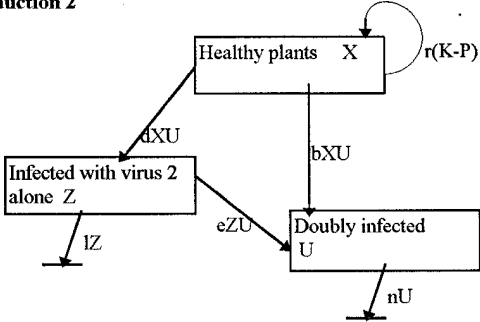 uction 2
Healthy plants X
r(K-P)
dXU
bXU
Infected with virus 2
alone Z
eZU
Doubly infected
U
lZ
nU